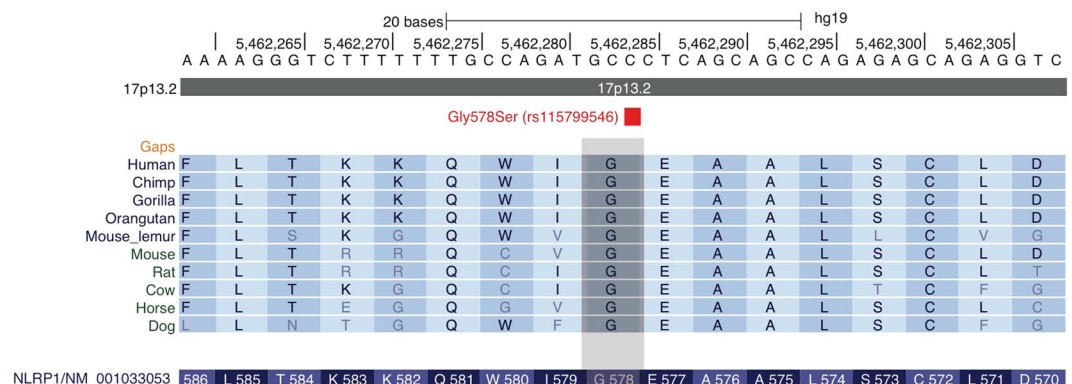 20 bases hg19
5,462,265 5,462,270 5,462,275 5,462,280 5,462,285 5,462,290 5,462,295 5,462,300 5,462,305
A A A A G G G T C T T T T T T G C C A G A T G C C C T C A G C A G C C A G A G A G C A G A G G T C
17p13.2 17p13.2
Gly578Ser (rs115799546)
Gaps
Human F L T K K Q W I G E A A L S C L D
Chimp F L T K K Q W I G E A A L S C L D
Gorilla F L T K K Q W I G E A A L S C L D
Orangutan F L T K K Q W I G E A A L S C L D
Mouse_lemur F L S K G Q W V G E A A L L C V G
Mouse F L T R R Q C V G E A A L S C L D
Rat F L T R R Q C I G E A A L S C L T
Cow F L T K G Q C I G E A A L T C F G
Horse F L T E G Q G V G E A A L S C L C
Dog L L N T G Q W F G E A A L S C F G
NLRP1/NM 001033053 586 L 585 T 584 K 583 K 582 Q 581 W 580 I 579 G 578 E 577 A 576 A 575 L 574 S 573 C 572 L 571 D 570